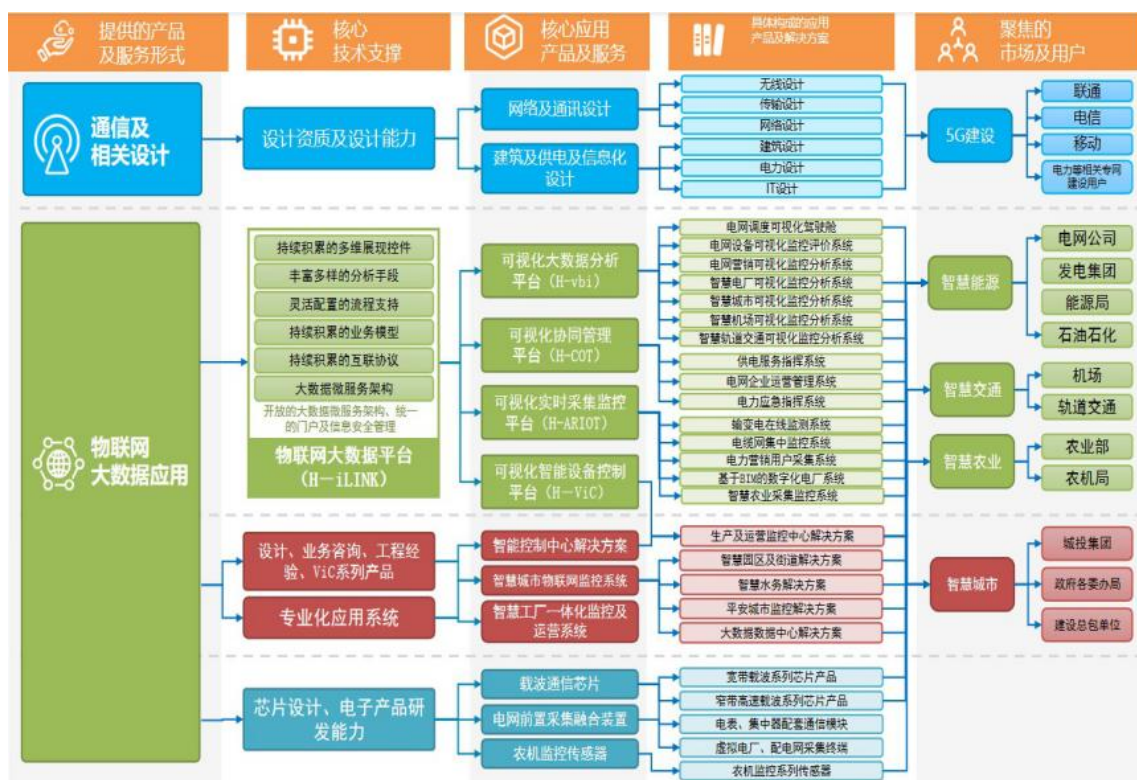 提供的产品
及服务形式
核心
技术支撑
核心应用
产品及服务
具体构成的应用
产品及解决方案
聚焦的
市场及用户
通信及
相关设计
设计资质及设计能力
网络及通讯设计
建筑及供电及信息化
设计
无线设计
传输设计
网络设计
建筑设计
电力设计
IT设计
5G建设
联通
电信
移动
电力等相关专网
建设用户
物联网
大数据应用
持续积累的多维展现控件
丰富多样的分析手段
灵活配置的流程支持
持续积累的业务模型
持续积累的互联协议
大数据微服务架构
开放的大数据微服务架构、统一
的门户及信息安全管理
物联网大数据平台
(H－iLINK)
可视化大数据分析
平台(H-vbi)
可视化协同管理
平台(H-COT)
可视化实时采集监控
平台(H-ARIOT)
可视化智能设备控制
平台(H－ViC)
电网调度可视化驾驶舱
电网设备可视化监控评价系统
电网营销可视化监控分析系统
智慧电厂可视化监控分析系统
智慧城市可视化监控分析系统
智慧机场可视化监控分析系统
智慧轨道交通可视化监控分析系统
供电服务指挥系统
电网企业运营管理系统
电力应急指挥系统
输变电在线监测系统
电缆网集中监控系统
电力营销用户采集系统
基于BIM的数字化电厂系统
智慧农业采集监控系统
智慧能源
电网公司
发电集团
能源局
石油石化
智慧交通
机场
轨道交通
智慧农业
农业部
农机局
设计、业务咨询、工程经
验、ViC系列产品
专业化应用系统
智能控制中心解决方案
智慧城市物联网监控系统
智慧工厂一体化监控及
运营系统
生产及运营监控中心解决方案
智慧园区及街道解决方案
智慧水务解决方案
平安城市监控解决方案
大数据数据中心解决方案
智慧城市
城投集团
政府各委办局
建设总包单位
芯片设计、电子产品研
发能力
载波通信芯片
电网前置采集融合装置
农机监控传感器
宽带载波系列芯片产品
窄带高速载波系列芯片产品
电表、集中器配套通信模块
虚拟电厂、配电网采集终端
农机监控系列传感器